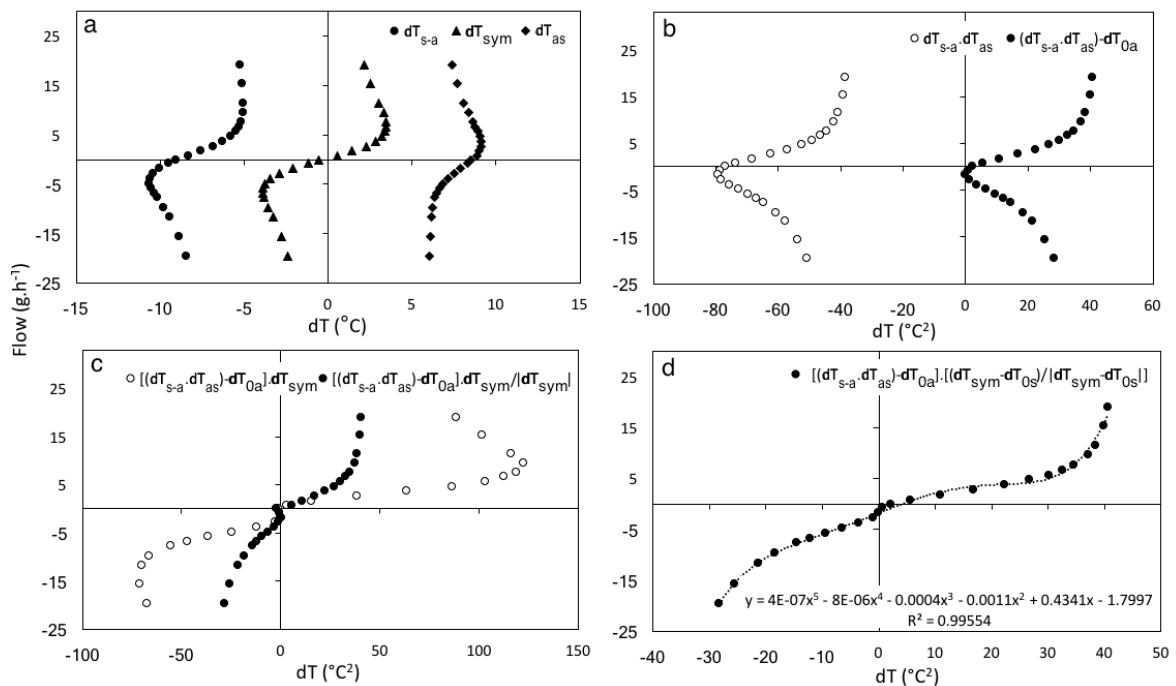 a
● dTs-a ▲ dTsym ◆ dTas
25
15
5
-5
-15
-25
-15 -10 -5 0 5 10 15
dT (°C)
b
○ dTs-a.dTas ● (dTs-a.dTas)-dT0a
25
15
5
-5
-15
-25
-100 -80 -60 -40 -20 0 20 40 60
dT (°C²)
Flow (g.h⁻¹)
c
○ [(dTs-a.dTas)-dT0a].dTsym ● [(dTs-a.dTas)-dT0a].dTsym/|dTsym|
25
15
5
-5
-15
-25
-100 -50 0 50 100 150
dT (°C²)
d
● [(dTs-a.dTas)-dT0a].[(dTsym-dT0s)/|dTsym-dT0s|]
25
15
5
-5
-15
-25
y = 4E-07x⁵ - 8E-06x⁴ - 0.0004x³ - 0.0011x² + 0.4341x - 1.7997
R² = 0.99554
-40 -30 -20 -10 0 10 20 30 40 50
dT (°C²)